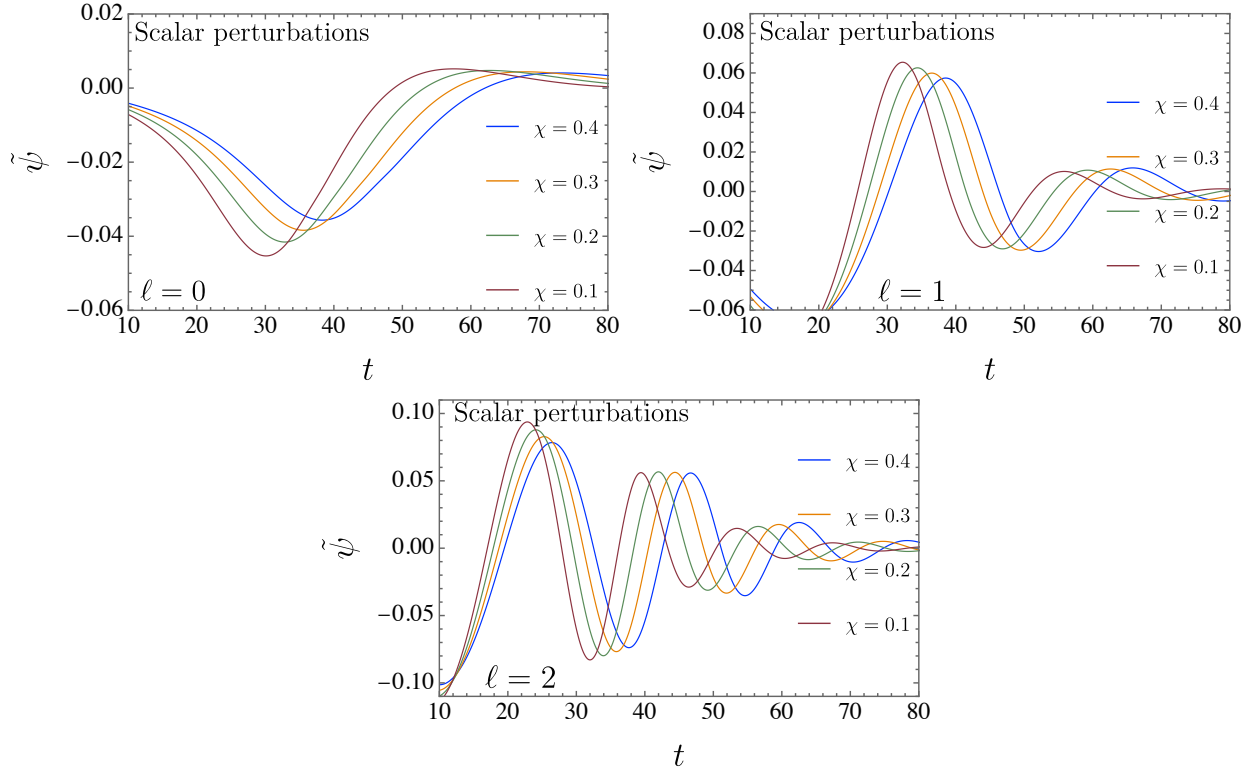 Scalar perturbations
0.02
0.00
−0.02
−0.04
−0.06
ψ̃
χ = 0.4
χ = 0.3
χ = 0.2
χ = 0.1
ℓ = 0
10 20 30 40 50 60 70 80
t
Scalar perturbations
0.08
0.06
0.04
0.02
0.00
−0.02
−0.04
−0.06
ψ̃
χ = 0.4
χ = 0.3
χ = 0.2
χ = 0.1
ℓ = 1
10 20 30 40 50 60 70 80
t
Scalar perturbations
0.10
0.05
0.00
−0.05
−0.10
ψ̃
χ = 0.4
χ = 0.3
χ = 0.2
χ = 0.1
ℓ = 2
10 20 30 40 50 60 70 80
t